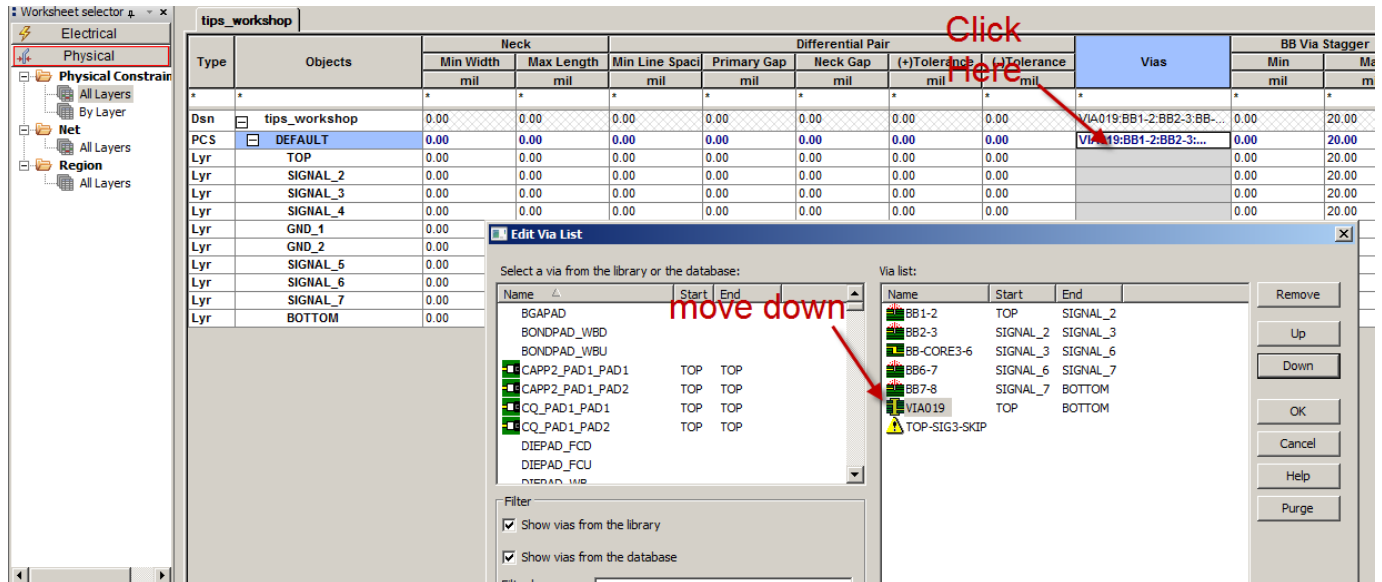 Worksheet selector
Electrical
Physical
Physical Constrain
All Layers
By Layer
Net
All Layers
Region
All Layers
tips_workshop
Click
Here
Type Objects Neck Differential Pair Vias BB Via Stagger
Min Width Max Length Min Line Spaci Primary Gap Neck Gap (+)Tolerance (-)Tolerance Min Ma
mil mil mil mil mil mil mil mil m
* * * * * * * * * * * *
Dsn tips_workshop 0.00 0.00 0.00 0.00 0.00 0.00 0.00 VIA019:BB1-2:BB2-3:BB-... 0.00 20.00
PCS DEFAULT 0.00 0.00 0.00 0.00 0.00 0.00 0.00 VIA019:BB1-2:BB2-3:... 0.00 20.00
Lyr TOP 0.00 0.00 0.00 0.00 0.00 0.00 0.00 0.00 20.00
Lyr SIGNAL_2 0.00 0.00 0.00 0.00 0.00 0.00 0.00 0.00 20.00
Lyr SIGNAL_3 0.00 0.00 0.00 0.00 0.00 0.00 0.00 0.00 20.00
Lyr SIGNAL_4 0.00 0.00 0.00 0.00 0.00 0.00 0.00 0.00 20.00
Lyr GND_1 0.00
Lyr GND_2 0.00
Lyr SIGNAL_5 0.00
Lyr SIGNAL_6 0.00
Lyr SIGNAL_7 0.00
Lyr BOTTOM 0.00
Edit Via List
Select a via from the library or the database:
Name Start End
BGAPAD
BONDPAD_WBD
BONDPAD_WBU
CAPP2_PAD1_PAD1 TOP TOP
CAPP2_PAD1_PAD2 TOP TOP
CQ_PAD1_PAD1 TOP TOP
CQ_PAD1_PAD2 TOP TOP
DIEPAD_FCD
DIEPAD_FCU
DIEPAD_WB
move down
Via list:
Name Start End
BB1-2 TOP SIGNAL_2
BB2-3 SIGNAL_2 SIGNAL_3
BB-CORE3-6 SIGNAL_3 SIGNAL_6
BB6-7 SIGNAL_6 SIGNAL_7
BB7-8 SIGNAL_7 BOTTOM
VIA019 TOP BOTTOM
TOP-SIG3-SKIP
Remove
Up
Down
OK
Cancel
Help
Purge
Filter
Show vias from the library
Show vias from the database